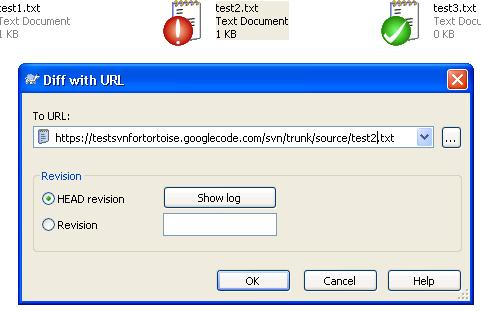 test1.txt
Text Document
1 KB
test2.txt
Text Document
1 KB
test3.txt
Text Docu
0 KB
Diff with URL
To URL:
https://testsvnfortortoise.googlecode.com/svn/trunk/source/test2.txt
...
Revision
HEAD revision
Show log
Revision
OK
Cancel
Help